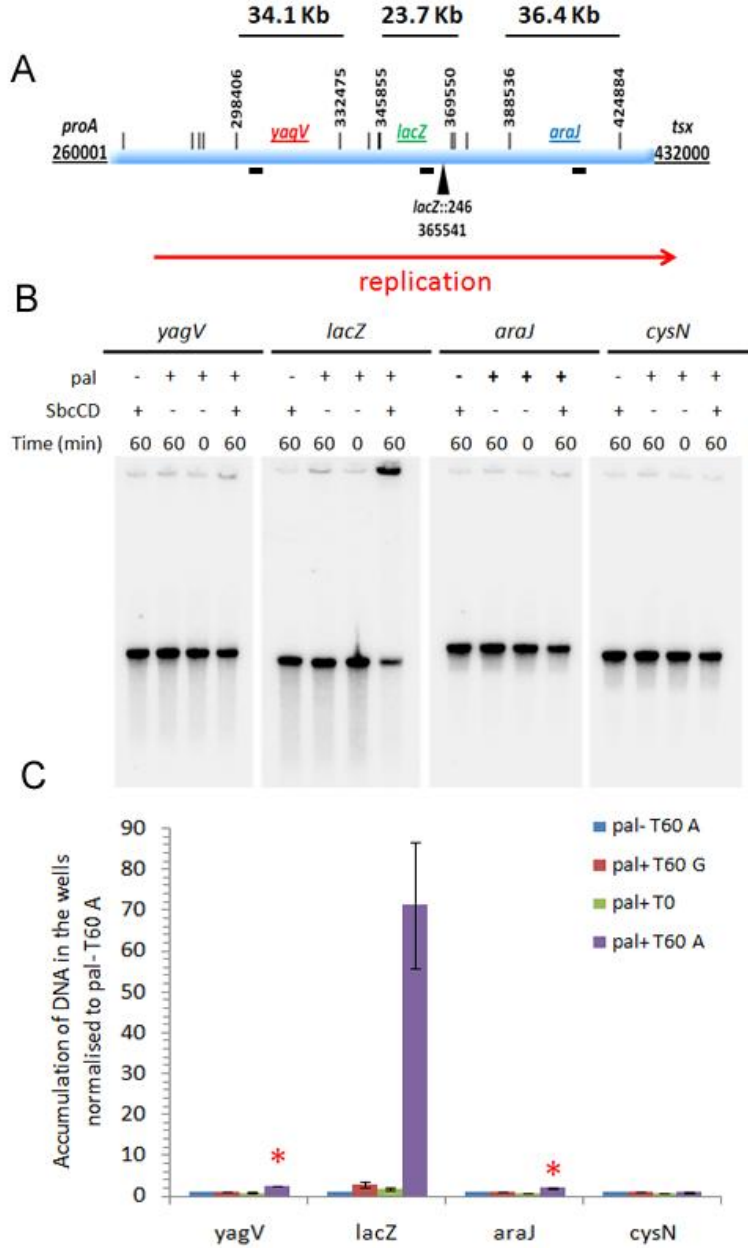 34.1 Kb 23.7 Kb 36.4 Kb
A
298406 332475 345855 369550 388536 424884
proA yagV lacZ araJ tsx
260001 432000
lacZ::246
365541
replication
B
yagV lacZ araJ cysN
pal - + + + - + + + - + + + - + + +
SbcCD + - - + + - - + + - - + + - - +
Time (min) 60 60 0 60 60 60 0 60 60 60 0 60 60 60 0 60
C
Accumulation of DNA in the wells
normalised to pal- T60 A
90
80
70
60
50
40
30
20
10
0
pal- T60 A
pal+ T60 G
pal+ T0
pal+ T60 A
* *
yagV lacZ araJ cysN